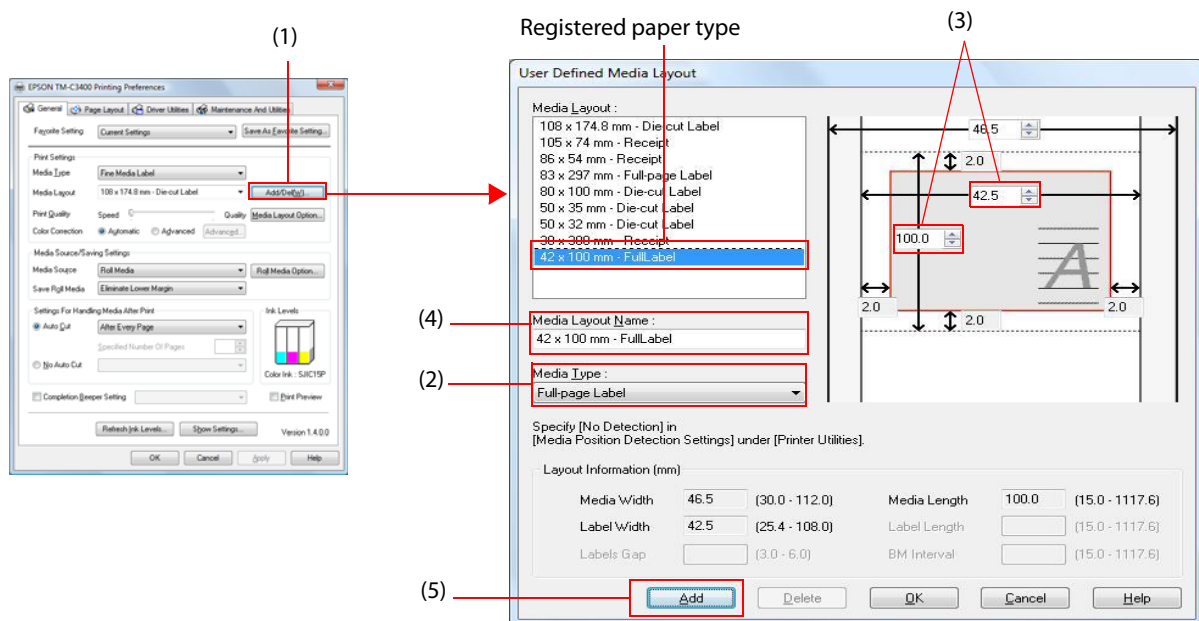 (1)
Registered paper type
(3)
EPSON TM-C3400 Printing Preferences
General Page Layout Driver Utilities Maintenance And Utilities
Favorite Setting Current Settings Save As Favorite Setting...
Print Settings
Media Type Fine Media Label
Media Layout 108 x 174.8 mm - Die-cut Label Add/Del(W)...
Print Quality Speed Quality Media Layout Option...
Color Correction Automatic Advanced Advanced...
Media Source/Saving Settings
Media Source Roll Media Roll Media Option...
Save Roll Media Eliminate Lower Margin
Settings For Handling Media After Print Ink Levels
Auto Cut After Every Page
Specified Number Of Pages
No Auto Cut
Color Ink : SJIC15P
Completion Beeper Setting Print Preview
Refresh Ink Levels... Show Settings... Version 1.4.0.0
OK Cancel Apply Help
User Defined Media Layout
Media Layout :
108 x 174.8 mm - Die-cut Label
105 x 74 mm - Receipt
86 x 54 mm - Receipt
83 x 297 mm - Full-page Label
80 x 100 mm - Die-cut Label
50 x 35 mm - Die-cut Label
50 x 32 mm - Die-cut Label
38 x 300 mm - Receipt
42 x 100 mm - FullLabel
46.5
2.0
42.5
100.0
A
2.0
2.0
2.0
(4)
Media Layout Name :
42 x 100 mm - FullLabel
(2)
Media Type :
Full-page Label
Specify [No Detection] in
[Media Position Detection Settings] under [Printer Utilities].
Layout Information (mm)
Media Width 46.5 (30.0 - 112.0) Media Length 100.0 (15.0 - 1117.6)
Label Width 42.5 (25.4 - 108.0) Label Length (15.0 - 1117.6)
Labels Gap (3.0 - 6.0) BM Interval (15.0 - 1117.6)
(5)
Add Delete OK Cancel Help